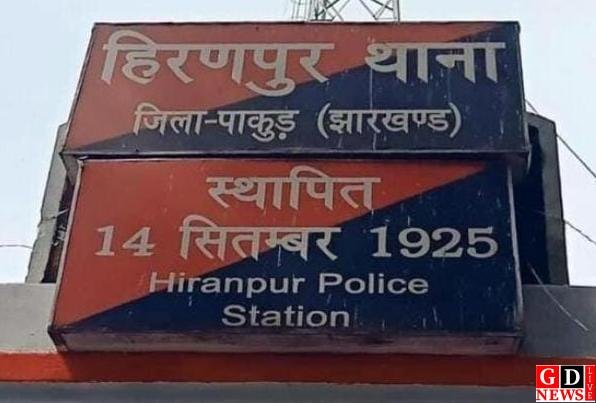 हिरणपुर थाना
जिला-पाकुड़ (झारखण्ड)
स्थापित
14 सितम्बर 1925
Hiranpur Police
Station
GD
NEWS LIVE